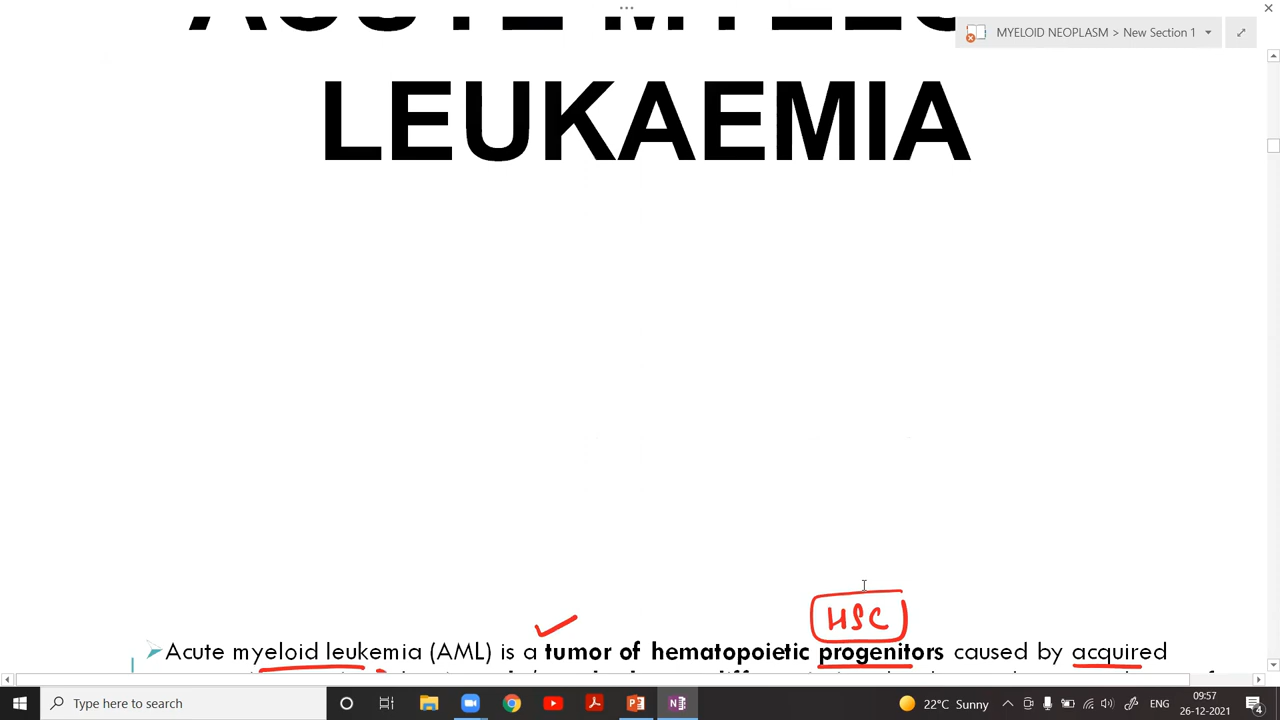 MYELOID NEOPLASM > New Section 1
LEUKAEMIA
HSC
Acute myeloid leukemia (AML) is a tumor of hematopoietic progenitors caused by acquired
Type here to search
22°C Sunny
ENG
09:57
26-12-2021
4